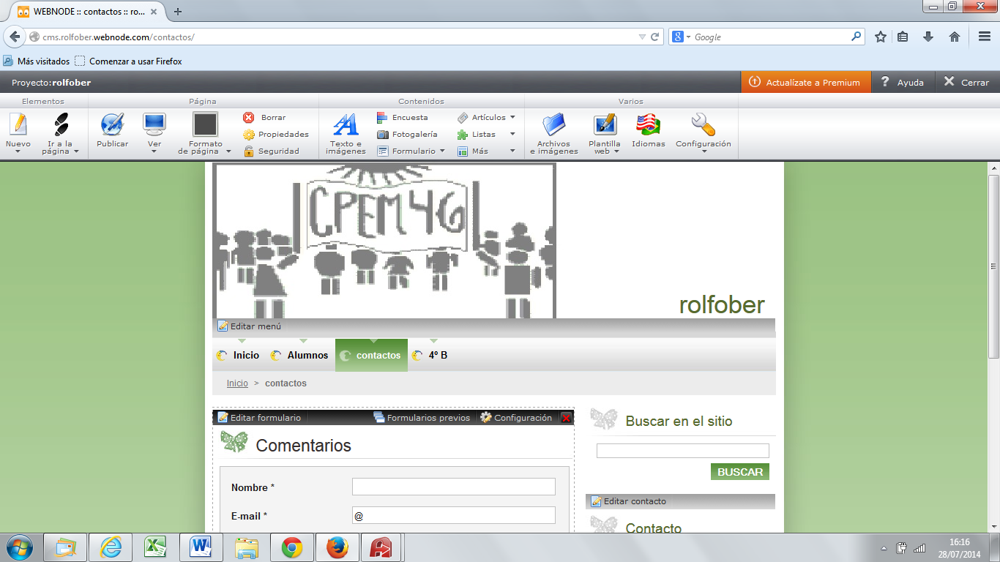 WEBNODE :: contactos :: ro...
cms.rolfober.webnode.com/contactos/
Google
Más visitados
Comenzar a usar Firefox
Proyecto:rolfober
Actualízate a Premium
? Ayuda
Cerrar
Elementos
Página
Contenidos
Varios
Nuevo
Ir a la página
Publicar
Ver
Formato de página
Borrar
Propiedades
Seguridad
Texto e imágenes
Encuesta
Fotogalería
Formulario
Artículos
Listas
Más
Archivos e imágenes
Plantilla web
Idiomas
Configuración
CPEM46
rolfober
Editar menú
Inicio
Alumnos
contactos
4º B
Inicio > contactos
Editar formulario
Formularios previos
Configuración
Comentarios
Nombre *
E-mail *
@
Buscar en el sitio
BUSCAR
Editar contacto
Contacto
16:16
28/07/2014